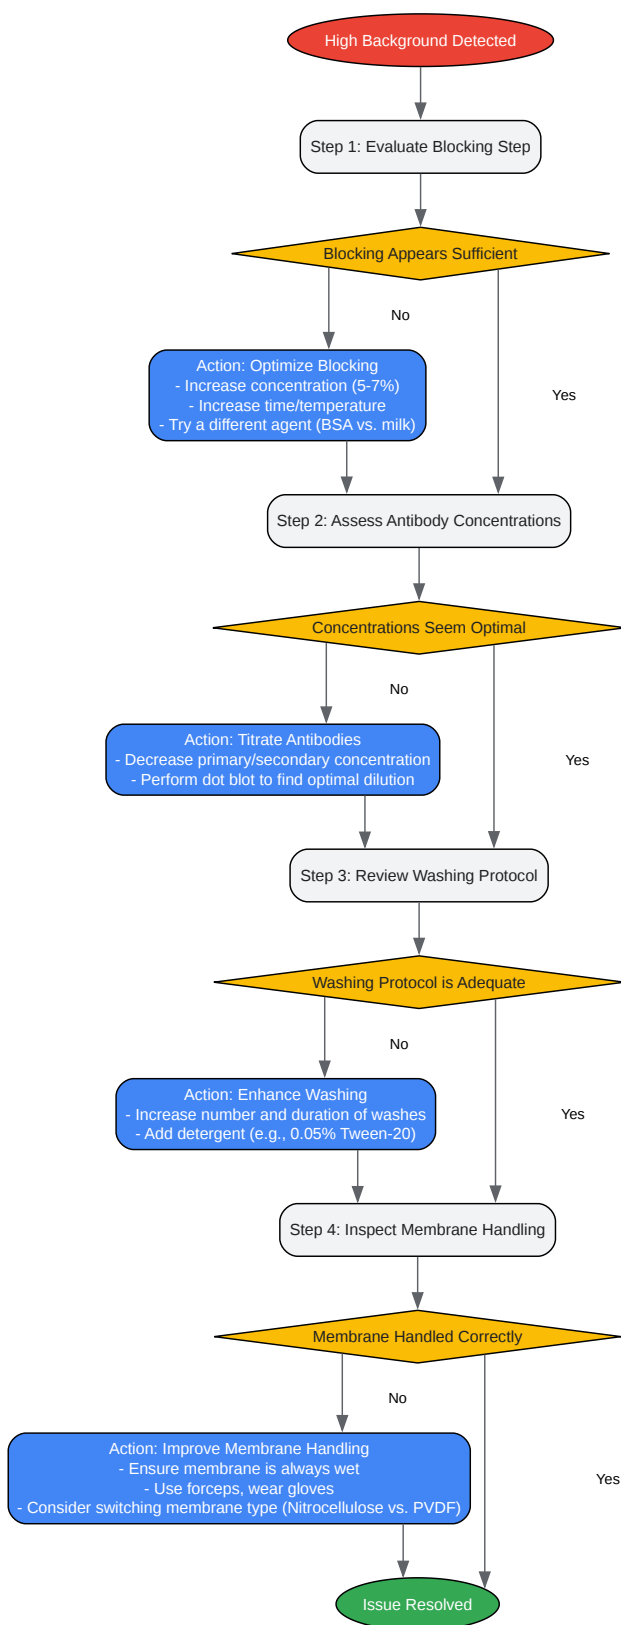 High Background Detected
Step 1: Evaluate Blocking Step
Blocking Appears Sufficient
No
Action: Optimize Blocking
- Increase concentration (5-7%)
- Increase time/temperature
- Try a different agent (BSA vs. milk)
Yes
Step 2: Assess Antibody Concentrations
Concentrations Seem Optimal
No
Action: Titrate Antibodies
- Decrease primary/secondary concentration
- Perform dot blot to find optimal dilution
Yes
Step 3: Review Washing Protocol
Washing Protocol is Adequate
No
Action: Enhance Washing
- Increase number and duration of washes
- Add detergent (e.g., 0.05% Tween-20)
Yes
Step 4: Inspect Membrane Handling
Membrane Handled Correctly
No
Action: Improve Membrane Handling
- Ensure membrane is always wet
- Use forceps, wear gloves
- Consider switching membrane type (Nitrocellulose vs. PVDF)
Yes
Issue Resolved